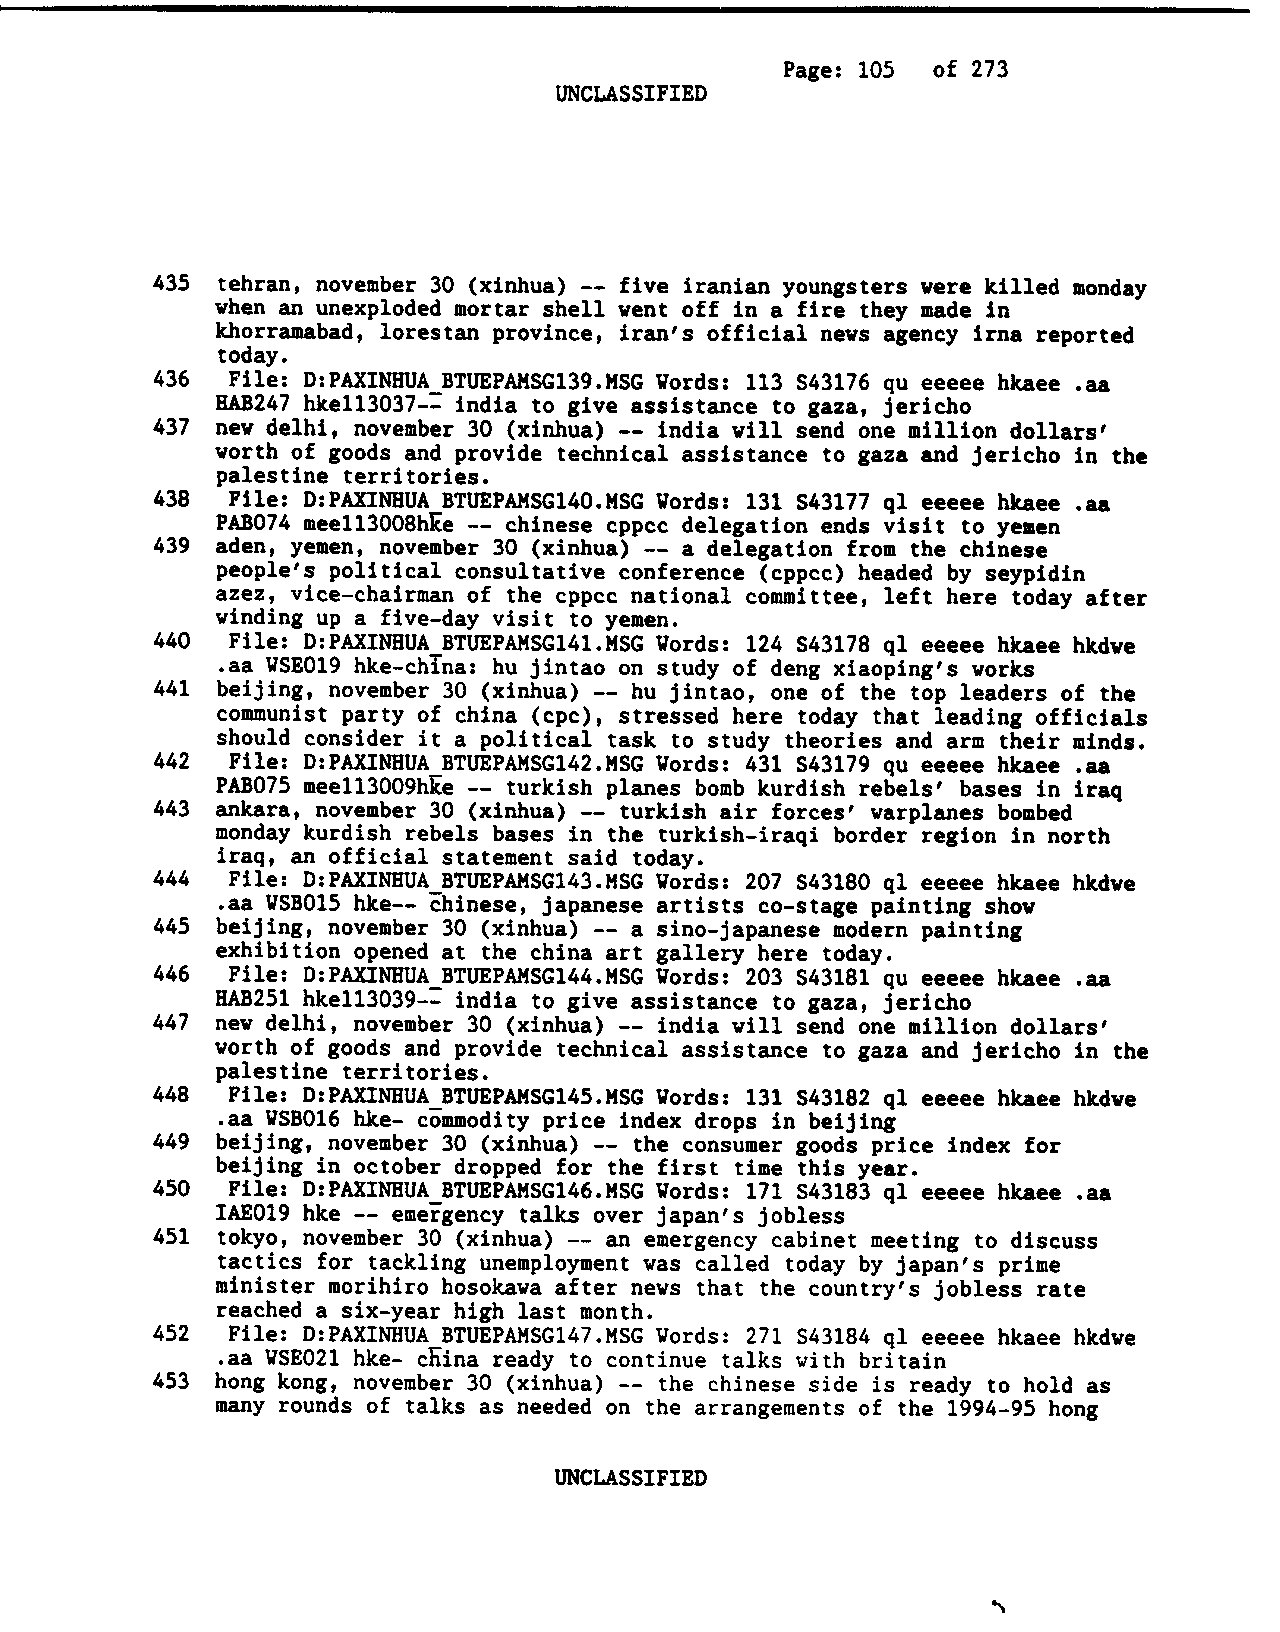 Page: 105 of 273
UNCLASSIFIED
435 tehran, november 30 (xinhua) -- five iranian youngsters were killed monday
when an unexploded mortar shell went off in a fire they made in
khorramabad, lorestan province, iran's official news agency irna reported
today.
436 File: D:PAXINHUA_BTUEPAMSG139.MSG Words: 113 S43176 qu eeeee hkaee .aa
HAB247 hke113037-- india to give assistance to gaza, jericho
437 new delhi, november 30 (xinhua) -- india will send one million dollars'
worth of goods and provide technical assistance to gaza and jericho in the
palestine territories.
438 File: D:PAXINHUA_BTUEPAMSG140.MSG Words: 131 S43177 ql eeeee hkaee .aa
PAB074 mee113008hke -- chinese cppcc delegation ends visit to yemen
439 aden, yemen, november 30 (xinhua) -- a delegation from the chinese
people's political consultative conference (cppcc) headed by seypidin
azez, vice-chairman of the cppcc national committee, left here today after
winding up a five-day visit to yemen.
440 File: D:PAXINHUA_BTUEPAMSG141.MSG Words: 124 S43178 ql eeeee hkaee hkdwe
.aa WSE019 hke-china: hu jintao on study of deng xiaoping's works
441 beijing, november 30 (xinhua) -- hu jintao, one of the top leaders of the
communist party of china (cpc), stressed here today that leading officials
should consider it a political task to study theories and arm their minds.
442 File: D:PAXINHUA_BTUEPAMSG142.MSG Words: 431 S43179 qu eeeee hkaee .aa
PAB075 mee113009hke -- turkish planes bomb kurdish rebels' bases in iraq
443 ankara, november 30 (xinhua) -- turkish air forces' warplanes bombed
monday kurdish rebels bases in the turkish-iraqi border region in north
iraq, an official statement said today.
444 File: D:PAXINHUA_BTUEPAMSG143.MSG Words: 207 S43180 ql eeeee hkaee hkdwe
.aa WSB015 hke-- chinese, japanese artists co-stage painting show
445 beijing, november 30 (xinhua) -- a sino-japanese modern painting
exhibition opened at the china art gallery here today.
446 File: D:PAXINHUA_BTUEPAMSG144.MSG Words: 203 S43181 qu eeeee hkaee .aa
HAB251 hke113039-- india to give assistance to gaza, jericho
447 new delhi, november 30 (xinhua) -- india will send one million dollars'
worth of goods and provide technical assistance to gaza and jericho in the
palestine territories.
448 File: D:PAXINHUA_BTUEPAMSG145.MSG Words: 131 S43182 ql eeeee hkaee hkdwe
.aa WSB016 hke- commodity price index drops in beijing
449 beijing, november 30 (xinhua) -- the consumer goods price index for
beijing in october dropped for the first time this year.
450 File: D:PAXINHUA_BTUEPAMSG146.MSG Words: 171 S43183 ql eeeee hkaee .aa
IAE019 hke -- emergency talks over japan's jobless
451 tokyo, november 30 (xinhua) -- an emergency cabinet meeting to discuss
tactics for tackling unemployment was called today by japan's prime
minister morihiro hosokawa after news that the country's jobless rate
reached a six-year high last month.
452 File: D:PAXINHUA_BTUEPAMSG147.MSG Words: 271 S43184 ql eeeee hkaee hkdwe
.aa WSE021 hke- china ready to continue talks with britain
453 hong kong, november 30 (xinhua) -- the chinese side is ready to hold as
many rounds of talks as needed on the arrangements of the 1994-95 hong
UNCLASSIFIED